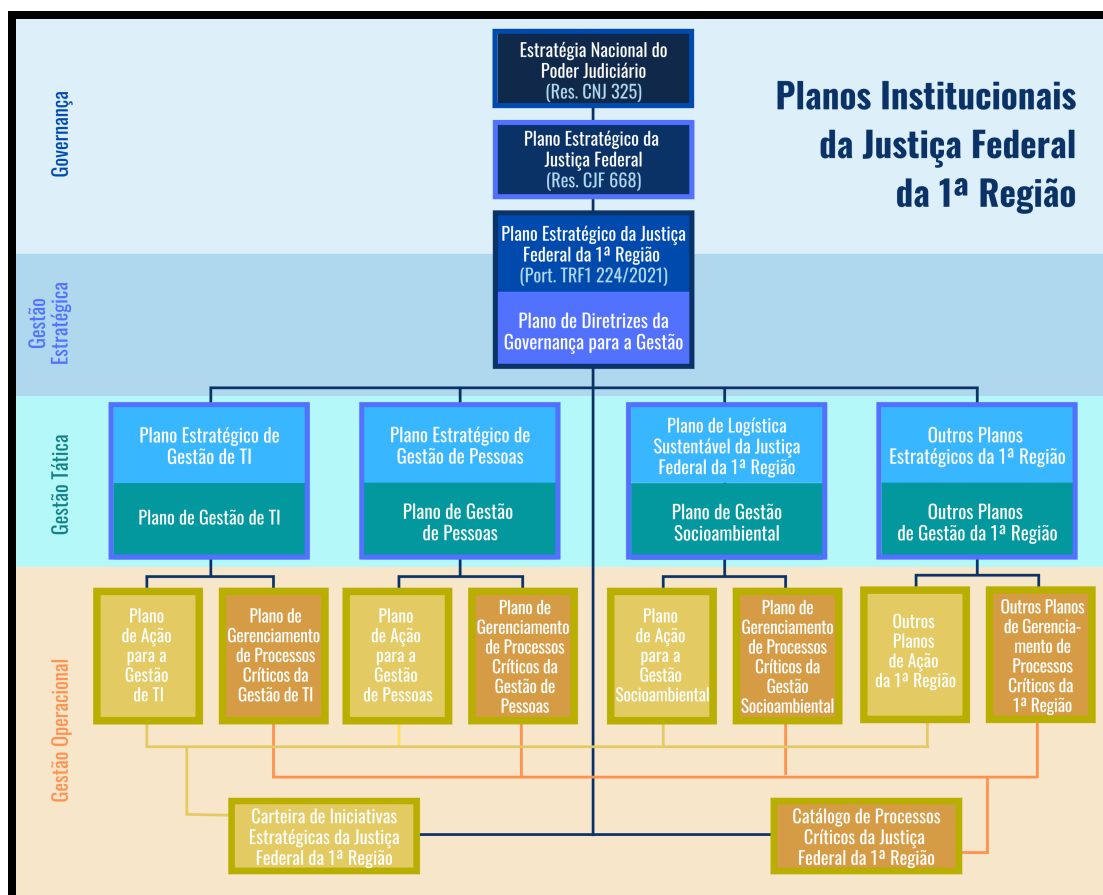 Planos Institucionais
da Justiça Federal
da 1ª Região
Governança
Estratégia Nacional do
Poder Judiciário
(Res. CNJ 325)
Plano Estratégico da
Justiça Federal
(Res. CJF 668)
Plano Estratégico da Justiça
Federal da 1ª Região
(Port. TRF1 224/2021)
Gestão
Estratégica
Plano de Diretrizes da
Governança para a Gestão
Gestão Tática
Plano Estratégico de
Gestão de TI
Plano de Gestão de TI
Plano Estratégico de
Gestão de Pessoas
Plano de Gestão
de Pessoas
Plano de Logística
Sustentável da Justiça
Federal da 1ª Região
Plano de Gestão
Socioambiental
Outros Planos
Estratégicos da 1ª Região
Outros Planos
de Gestão da 1ª Região
Gestão Operacional
Plano
de Ação
para a
Gestão
de TI
Plano de
Gerenciamento
de Processos
Críticos da
Gestão de TI
Plano
de Ação
para a
Gestão
de Pessoas
Plano de
Gerenciamento
de Processos
Críticos da
Gestão de
Pessoas
Plano
de Ação
para a
Gestão
Socioambiental
Plano de
Gerenciamento
de Processos
Críticos da
Gestão
Socioambiental
Outros
Planos
de Ação
da 1ª Região
Outros Planos
de Gerencia-
mento de
Processos
Críticos da
1ª Região
Carteira de Iniciativas
Estratégicas da Justiça
Federal da 1ª Região
Catálogo de Processos
Críticos da Justiça
Federal da 1ª Região